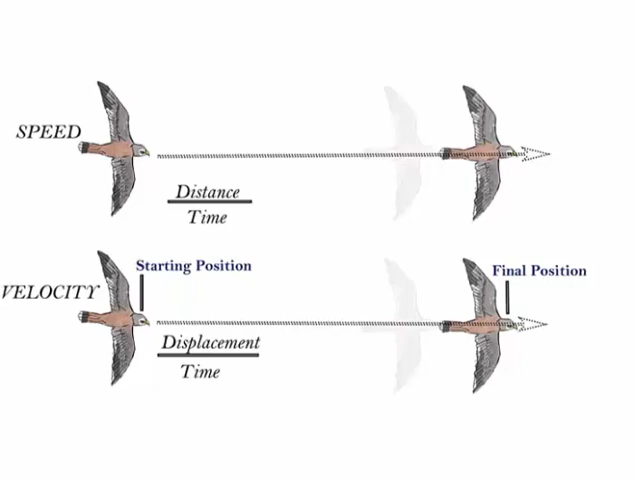 SPEED
Distance
Time
Starting Position
Final Position
VELOCITY
Displacement
Time